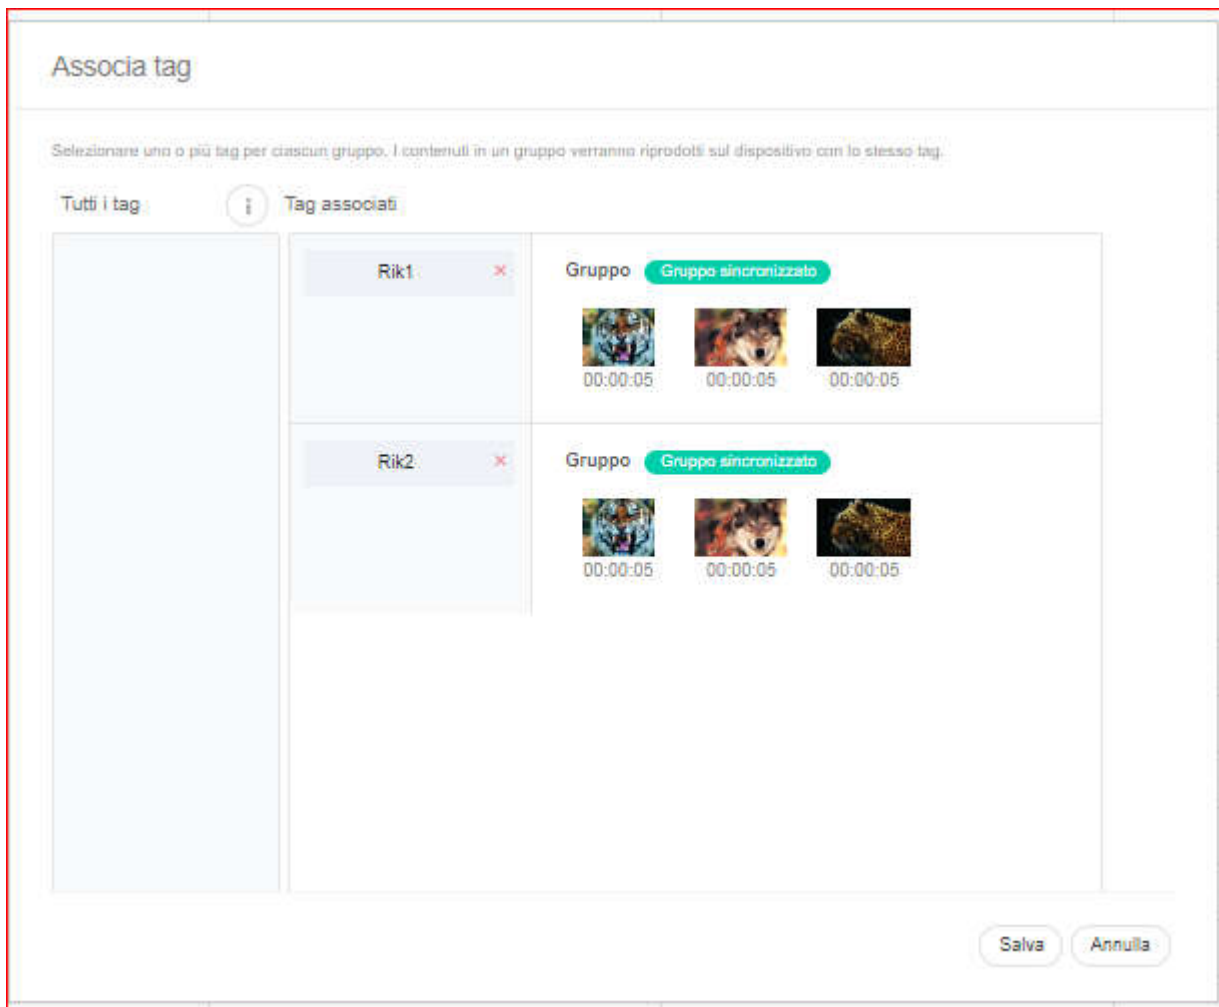 Associa tag
Selezionare uno o più tag per ciascun gruppo. I contenuti in un gruppo verranno riprodotti sul dispositivo con lo stesso tag.
Tutti i tag i Tag associati
Rik1 × Gruppo Gruppo sincronizzato
00:00:05 00:00:05 00:00:05
Rik2 × Gruppo Gruppo sincronizzato
00:00:05 00:00:05 00:00:05
Salva Annulla